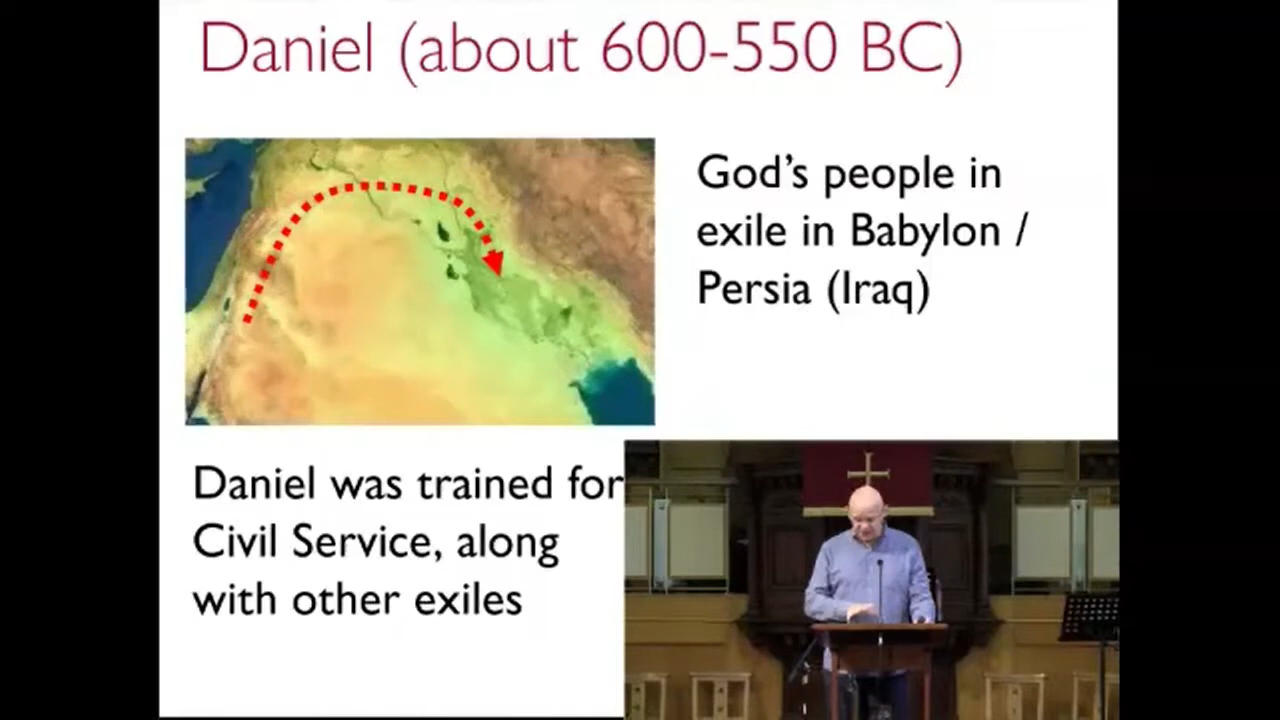 Daniel (about 600-550 BC)
God's people in
exile in Babylon /
Persia (Iraq)
Daniel was trained for
Civil Service, along
with other exiles